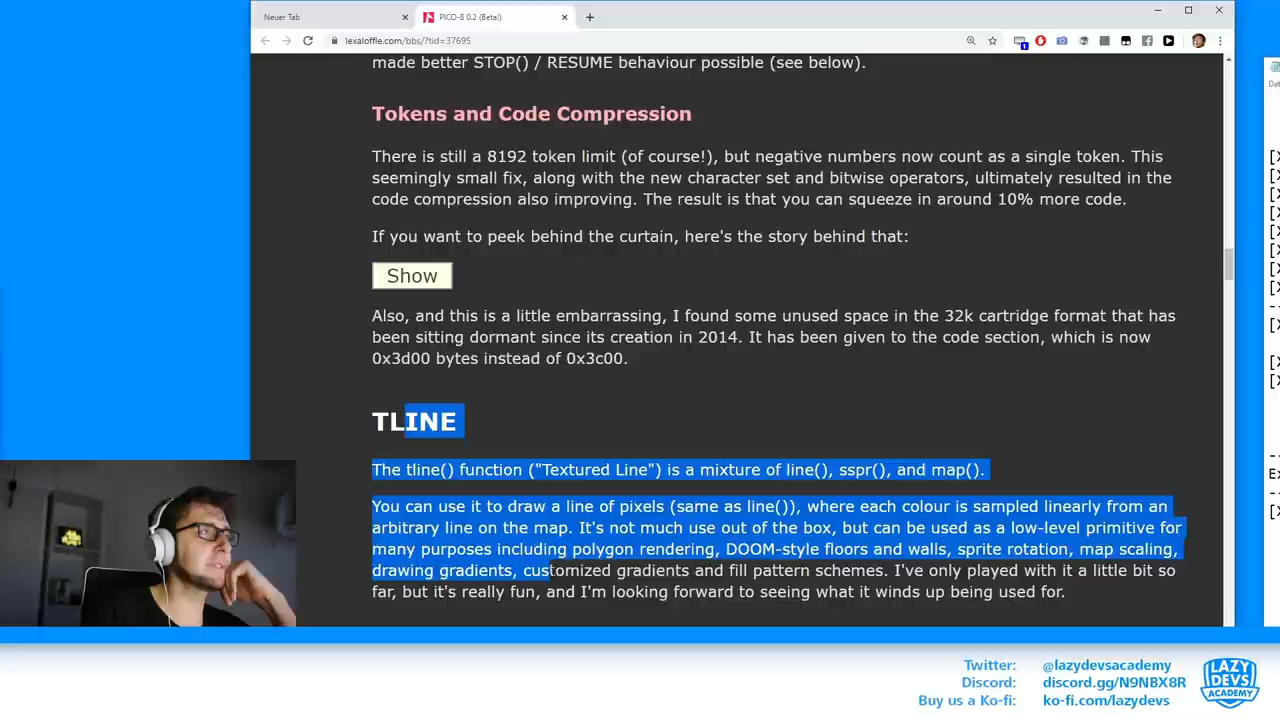 Neuer Tab
PICO-8 0.2 (Beta!)
lexaloffle.com/bbs/?tid=37695
made better STOP() / RESUME behaviour possible (see below).
Tokens and Code Compression
There is still a 8192 token limit (of course!), but negative numbers now count as a single token. This
seemingly small fix, along with the new character set and bitwise operators, ultimately resulted in the
code compression also improving. The result is that you can squeeze in around 10% more code.
If you want to peek behind the curtain, here's the story behind that:
Show
Also, and this is a little embarrassing, I found some unused space in the 32k cartridge format that has
been sitting dormant since its creation in 2014. It has been given to the code section, which is now
0x3d00 bytes instead of 0x3c00.
TLINE
The tline() function ("Textured Line") is a mixture of line(), sspr(), and map().
You can use it to draw a line of pixels (same as line()), where each colour is sampled linearly from an
arbitrary line on the map. It's not much use out of the box, but can be used as a low-level primitive for
many purposes including polygon rendering, DOOM-style floors and walls, sprite rotation, map scaling,
drawing gradients, customized gradients and fill pattern schemes. I've only played with it a little bit so
far, but it's really fun, and I'm looking forward to seeing what it winds up being used for.
Twitter: @lazydevsacademy
Discord: discord.gg/N9NBX8R
Buy us a Ko-fi: ko-fi.com/lazydevs
LAZY
DEVS
ACADEMY